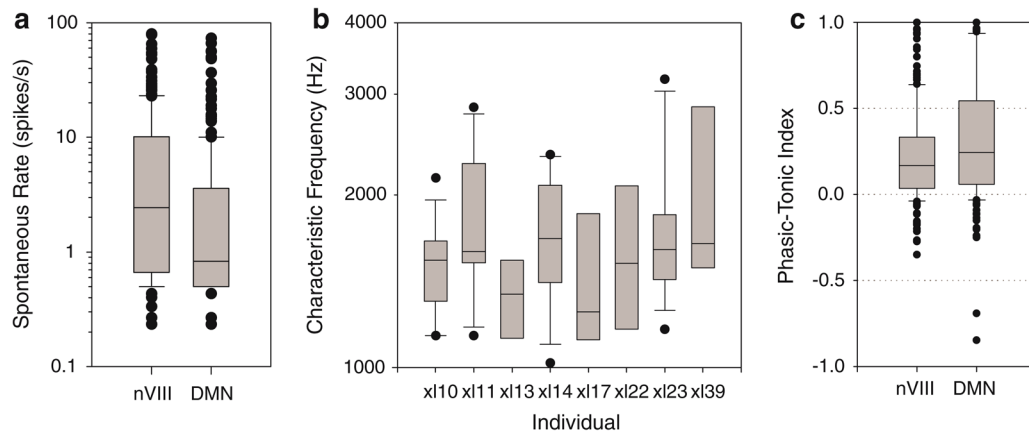 a
Spontaneous Rate (spikes/s)
100
10
1
0.1
nVIII DMN
b
Characteristic Frequency (Hz)
4000
3000
2000
1000
xl10 xl11 xl13 xl14 xl17 xl22 xl23 xl39
Individual
c
Phasic-Tonic Index
1.0
0.5
0.0
-0.5
-1.0
nVIII DMN